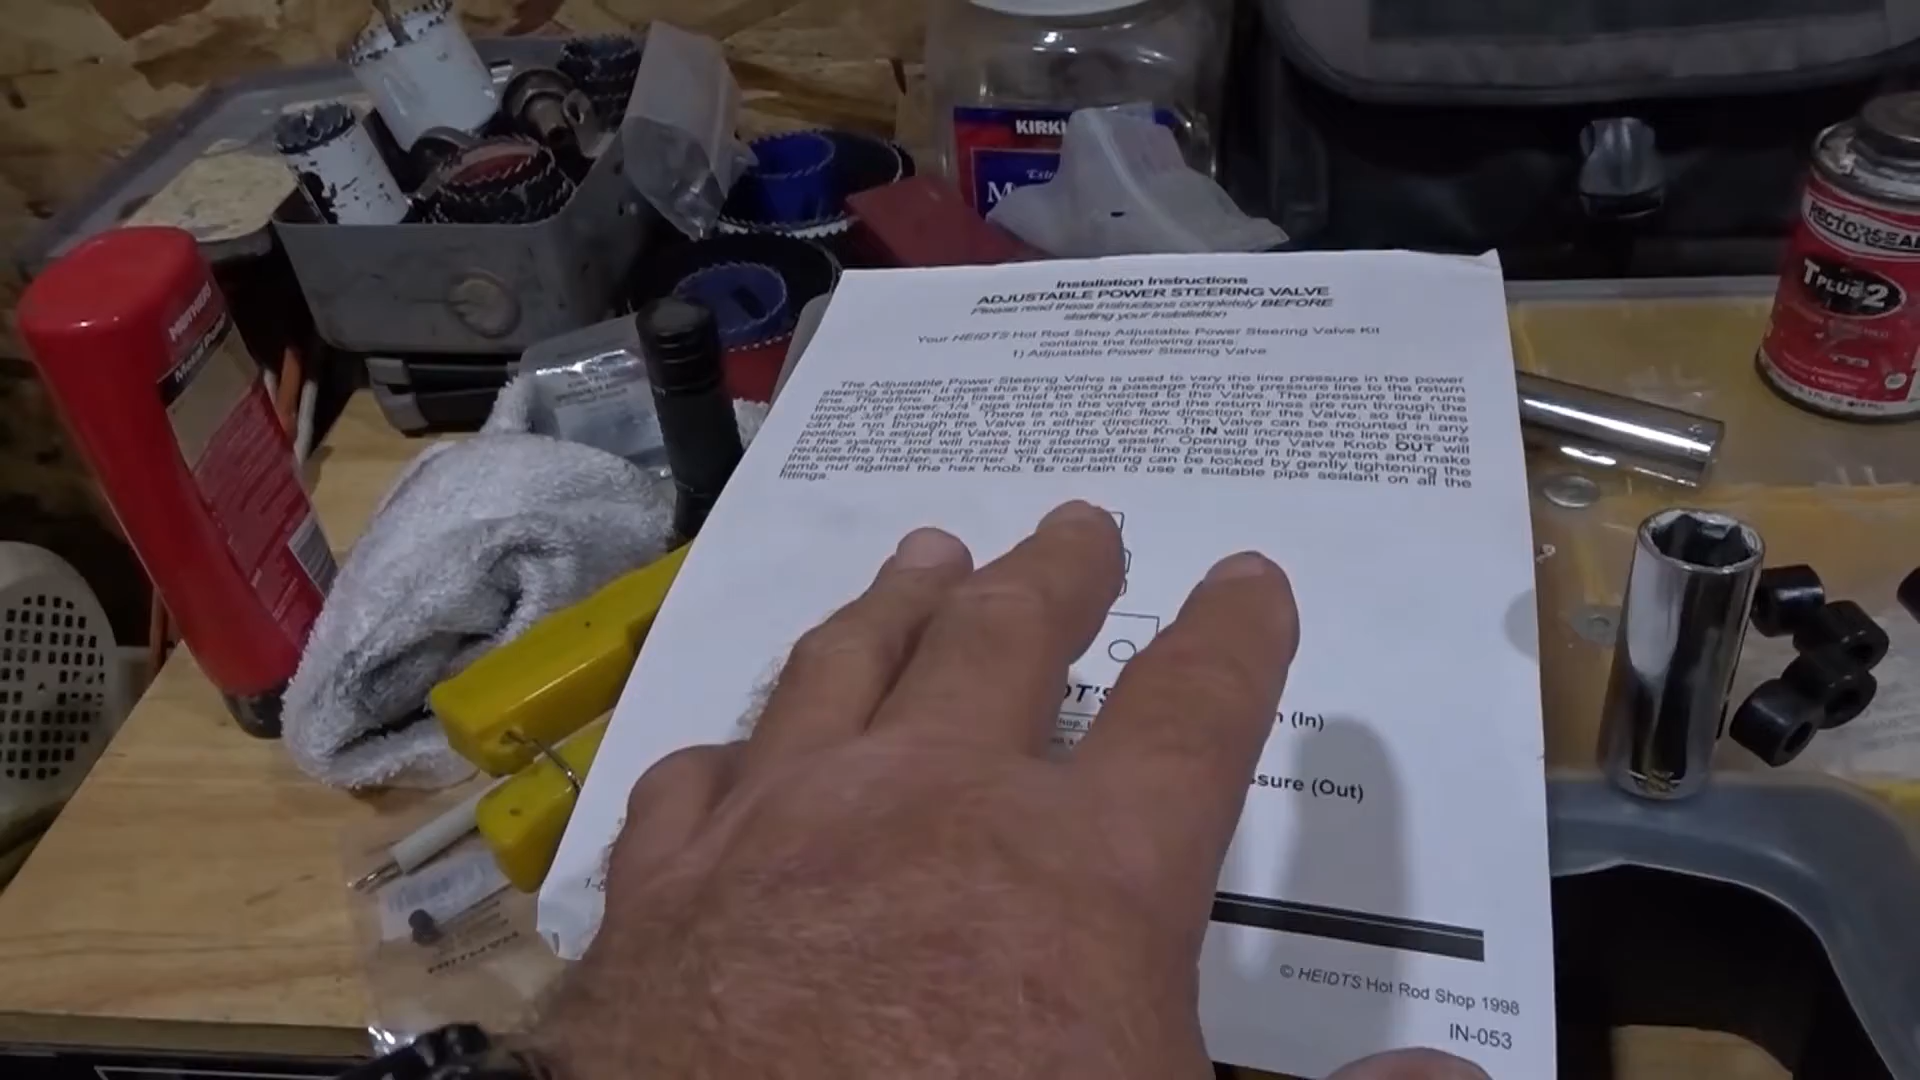 KIRK
RECTORSEAL
T PLUS 2
MOTHERS
Metal Polish
Installation Instructions
ADJUSTABLE POWER STEERING VALVE
Please read these instructions completely BEFORE
starting your installation
Your HEIDTS Hot Rod Shop Adjustable Power Steering Valve Kit
contains the following parts:
1) Adjustable Power Steering Valve
The Adjustable Power Steering Valve is used to vary the line pressure in the power
steering system. It does this by opening a passage from the pressure line to the return
line. Therefore, both lines must be connected to the Valve. The pressure line runs
through the lower, 1/4" pipe inlets of the valve and then return lines are run through the
upper, 3/8" pipe inlets. There is no specific flow direction for the Valve, so the lines
can be run through the Valve in either direction. The Valve can be mounted in any
position. To adjust the Valve, turning the Valve Knob IN will increase the line pressure
in the system and will make the steering easier. Opening the Valve Knob OUT will
reduce the line pressure and will decrease the line pressure in the system and make
the steering harder, or firmer. The final setting can be locked by gently tightening the
jamb nut against the hex knob. Be certain to use a suitable pipe sealant on all the
fittings.
DT'S
n (In)
ssure (Out)
1-8
© HEIDTS Hot Rod Shop 1998
IN-053